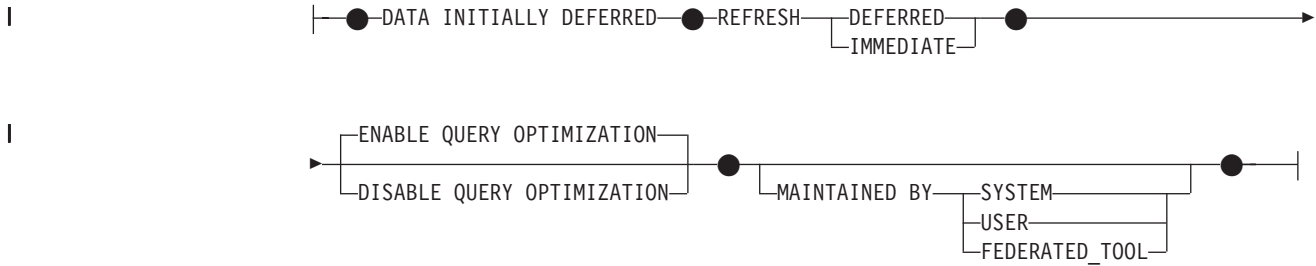 DATA INITIALLY DEFERRED REFRESH DEFERRED
IMMEDIATE
ENABLE QUERY OPTIMIZATION
DISABLE QUERY OPTIMIZATION MAINTAINED BY SYSTEM
USER
FEDERATED_TOOL